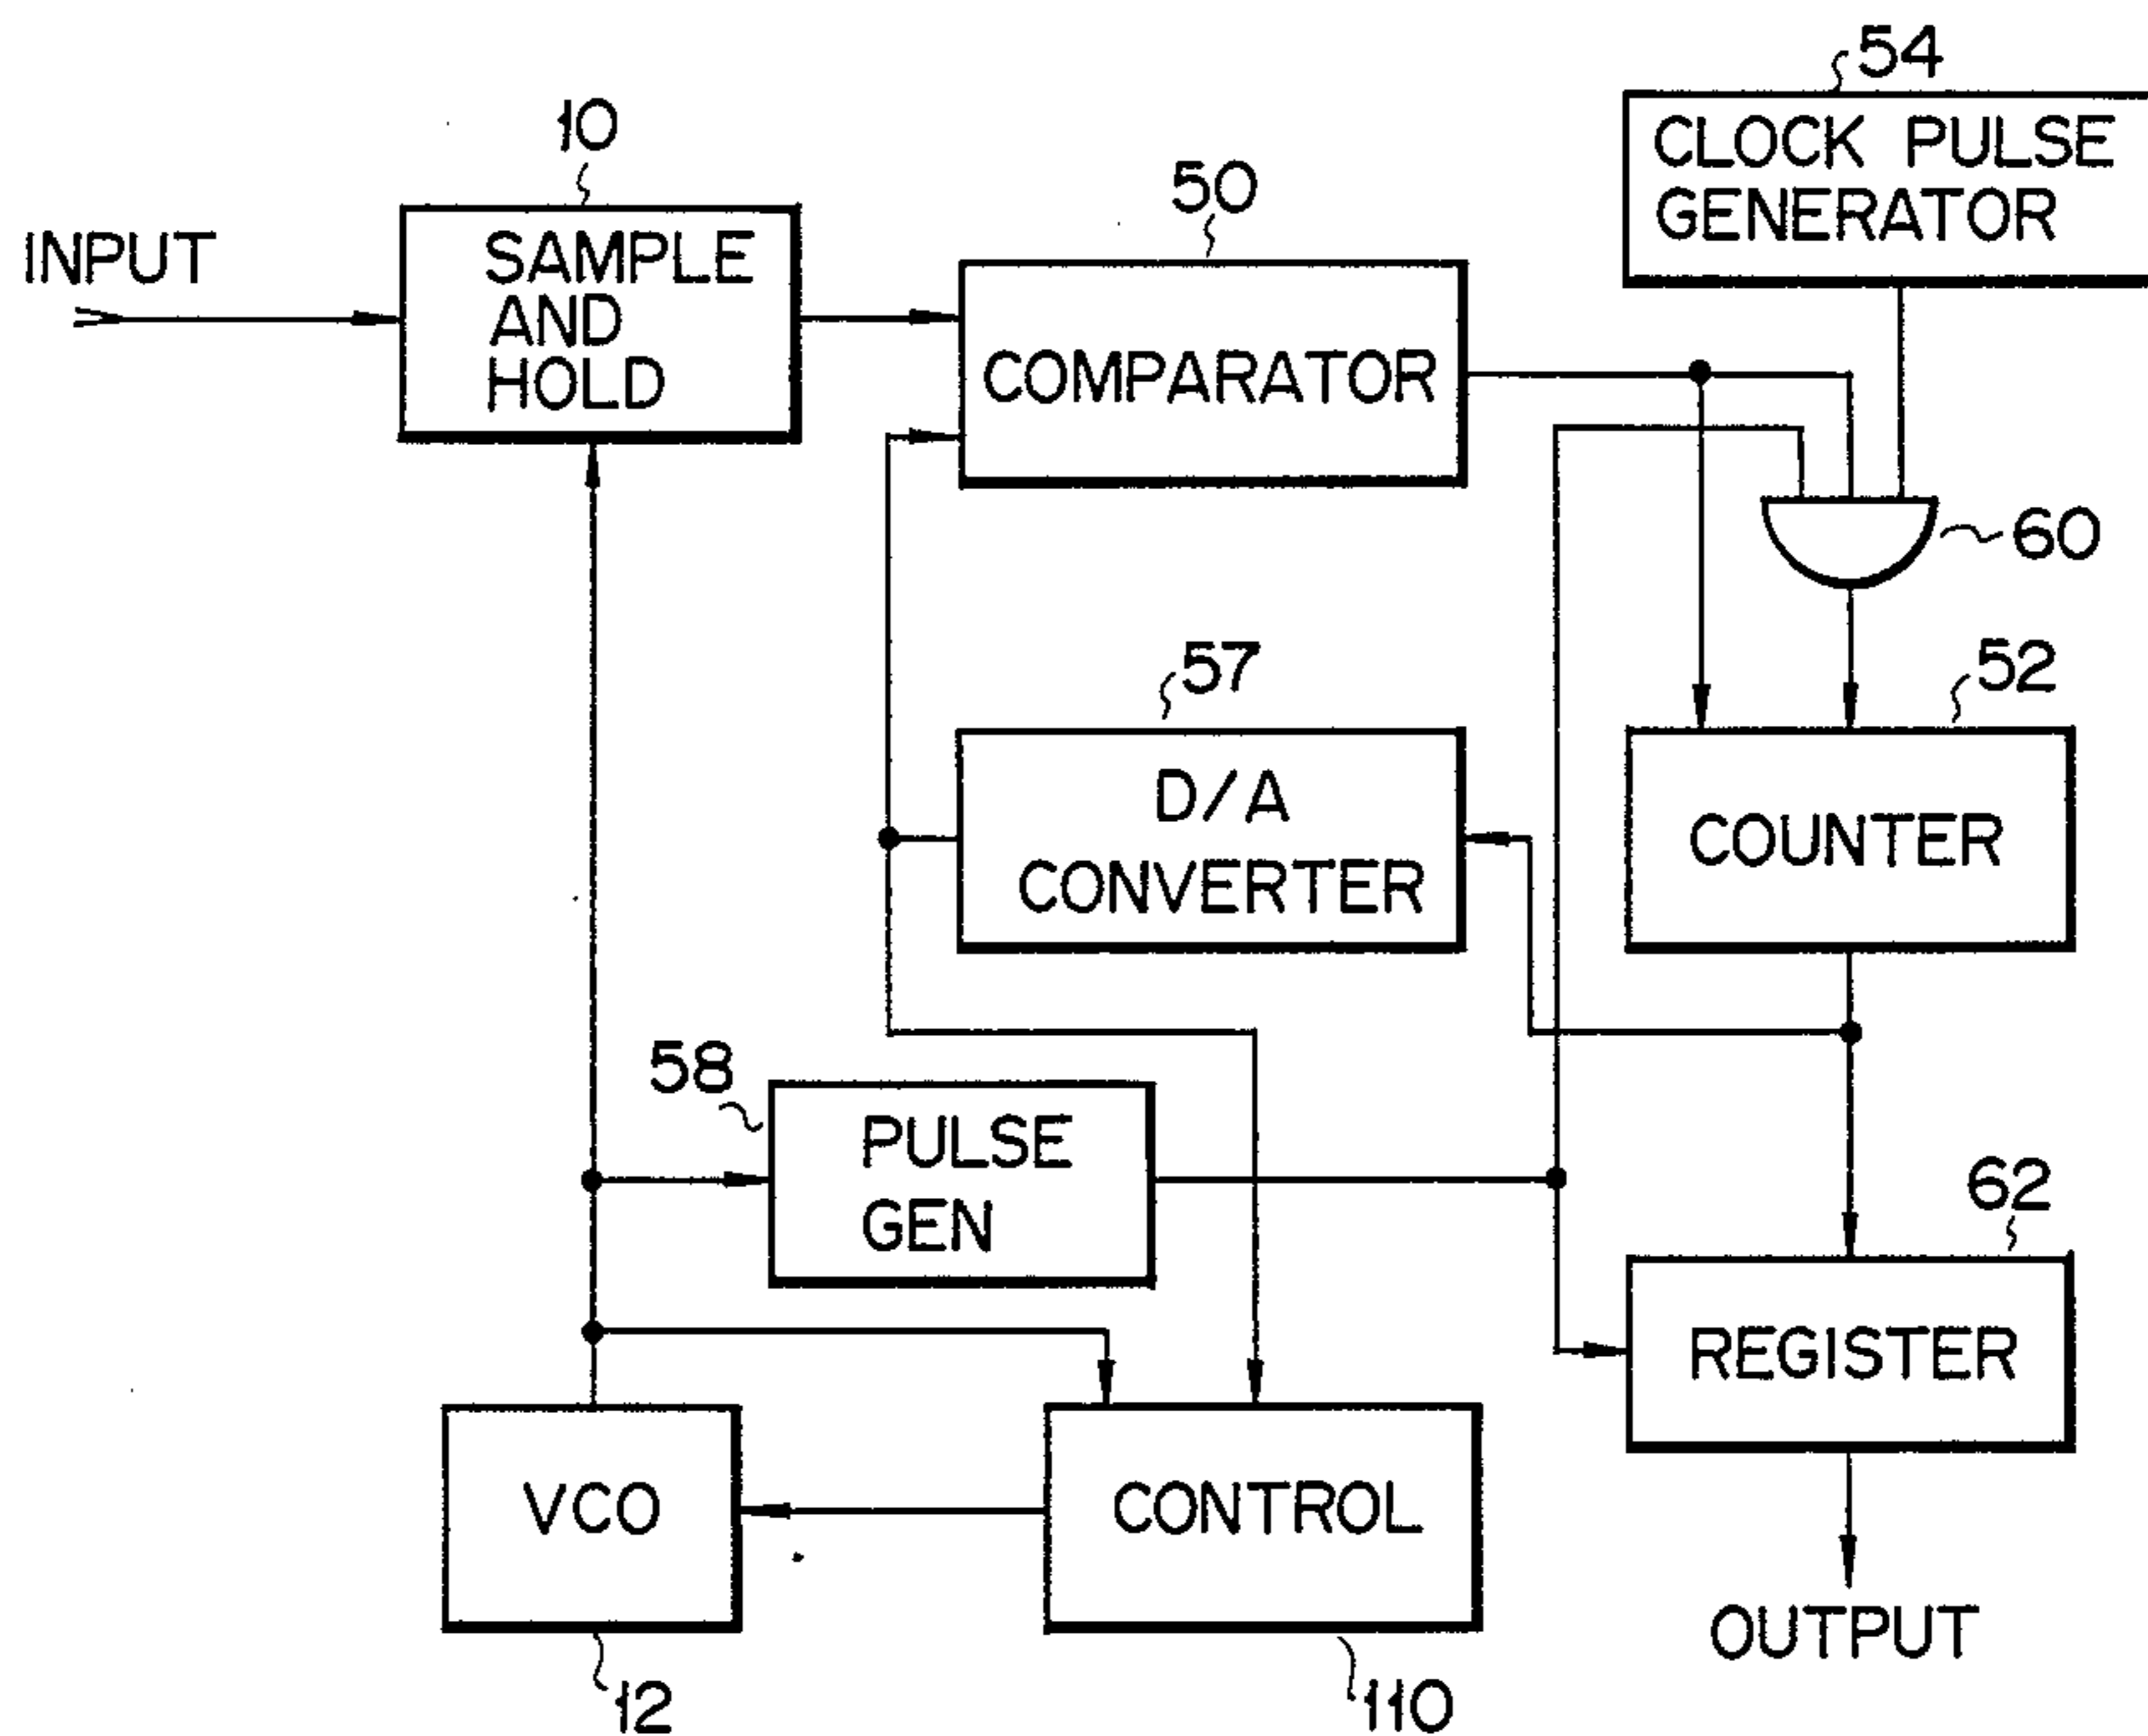 54
10
CLOCK PULSE
GENERATOR
50
INPUT
SAMPLE
AND
HOLD
COMPARATOR
60
57
52
D/A
CONVERTER
COUNTER
58
PULSE
GEN
62
REGISTER
VCO
CONTROL
OUTPUT
12
110